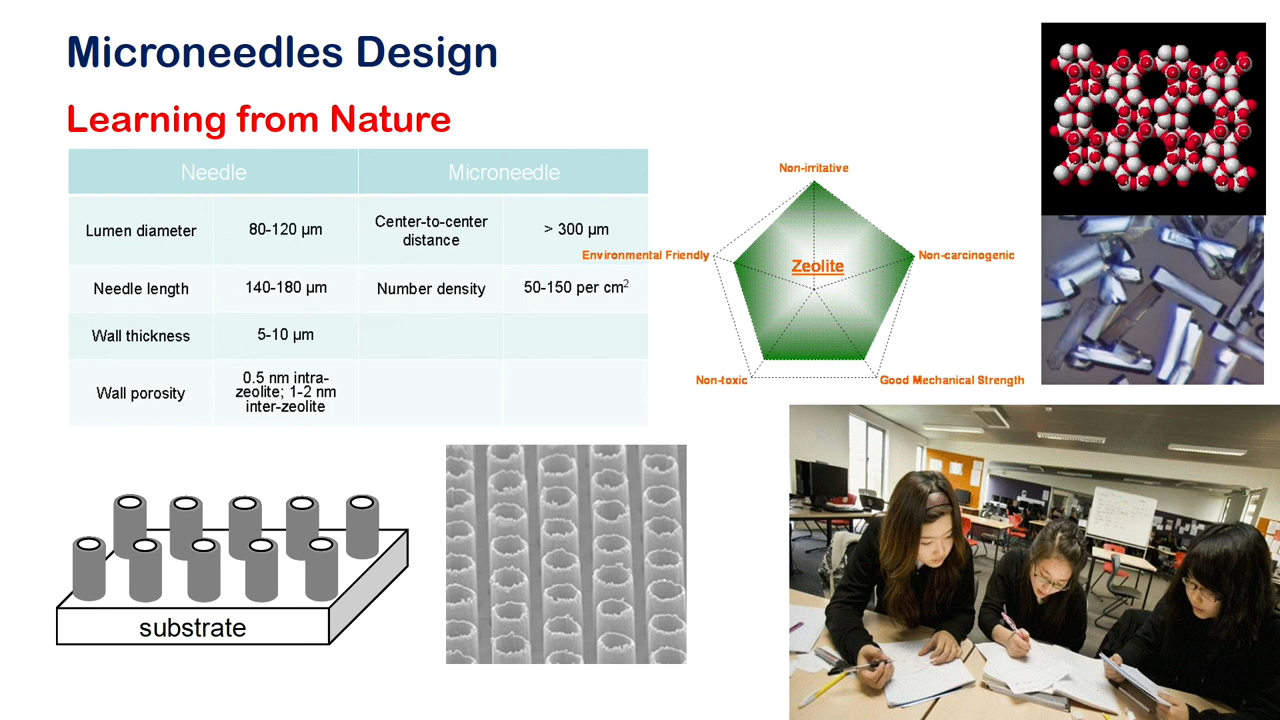 Microneedles Design
Learning from Nature
Needle
Microneedle
Lumen diameter
80-120 µm
Center-to-center
distance
> 300 µm
Needle length
140-180 µm
Number density
50-150 per cm²
Wall thickness
5-10 µm
Wall porosity
0.5 nm intra-
zeolite; 1-2 nm
inter-zeolite
Non-irritative
Environmental Friendly
Zeolite
Non-carcinogenic
Non-toxic
Good Mechanical Strength
substrate